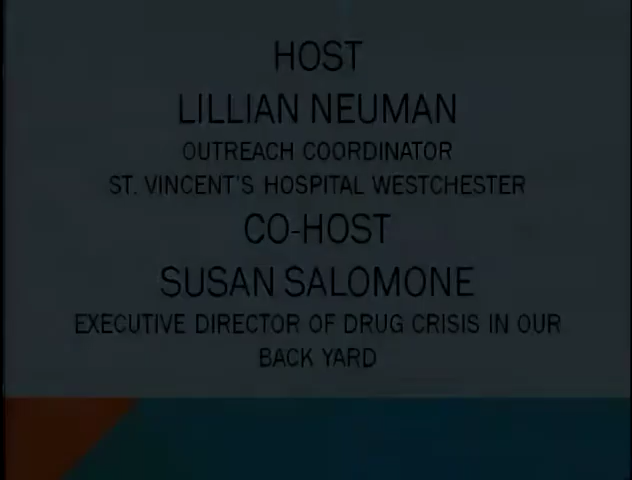 HOST
LILLIAN NEUMAN
OUTREACH COORDINATOR
ST. VINCENT'S HOSPITAL WESTCHESTER
CO-HOST
SUSAN SALOMONE
EXECUTIVE DIRECTOR OF DRUG CRISIS IN OUR
BACK YARD